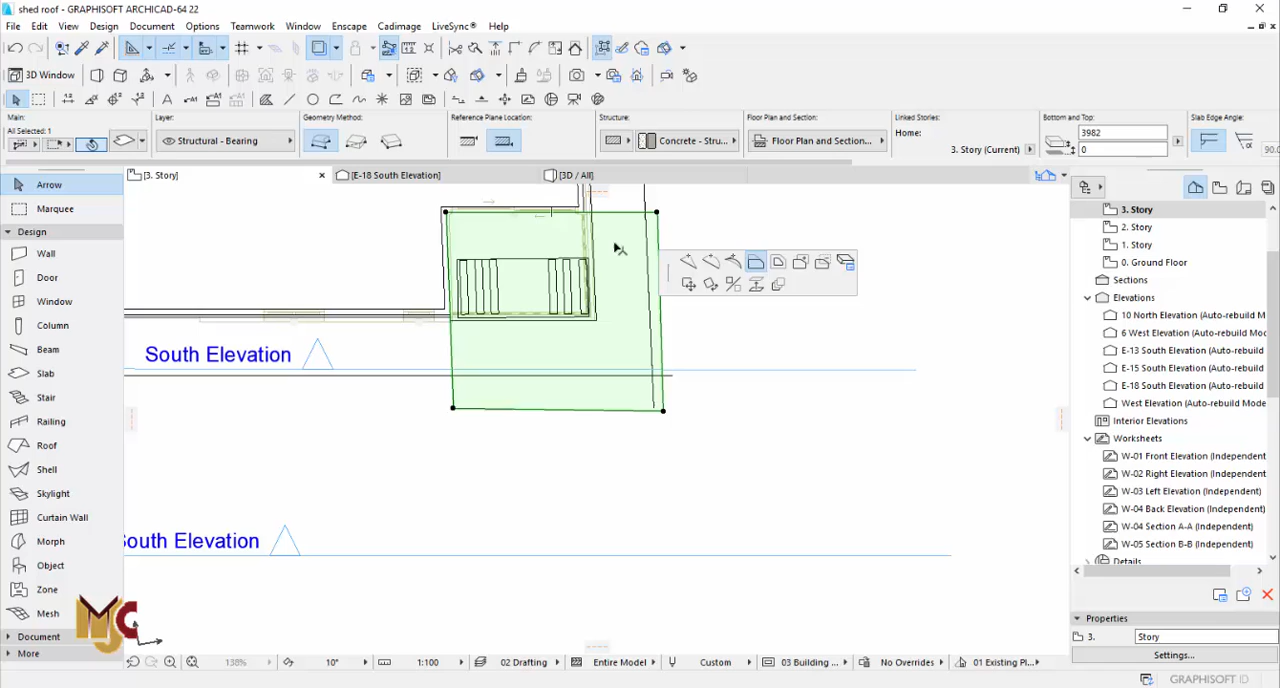 shed roof - GRAPHISOFT ARCHICAD-64 22
File Edit View Design Document Options Teamwork Window Enscape Cadimage LiveSync® Help
3D Window
Main: Layer: Geometry Method: Reference Plane Location: Structure: Floor Plan and Section: Linked Stories: Bottom and Top: Slab Edge Angle:
All Selected: 1
Structural - Bearing
Concrete - Stru...
Floor Plan and Section...
Home:
3. Story (Current)
3982
0
90.0
[3. Story]
[E-18 South Elevation]
[3D / All]
Arrow
Marquee
Design
Wall
Door
Window
Column
Beam
Slab
Stair
Railing
Roof
Shell
Skylight
Curtain Wall
Morph
Object
Zone
Mesh
Document
More
South Elevation
South Elevation
MJC
3. Story
2. Story
1. Story
0. Ground Floor
Sections
Elevations
10 North Elevation (Auto-rebuild M
6 West Elevation (Auto-rebuild Mo
E-13 South Elevation (Auto-rebuild
E-15 South Elevation (Auto-rebuild
E-18 South Elevation (Auto-rebuild
West Elevation (Auto-rebuild Mode
Interior Elevations
Worksheets
W-01 Front Elevation (Independent
W-02 Right Elevation (Independent)
W-03 Left Elevation (Independent)
W-04 Back Elevation (Independent
W-04 Section A-A (Independent)
W-05 Section B-B (Independent)
Details
Properties
3. Story
Settings...
138% 10° 1:100 02 Drafting Entire Model Custom 03 Building ... No Overrides 01 Existing Pl...
GRAPHISOFT ID